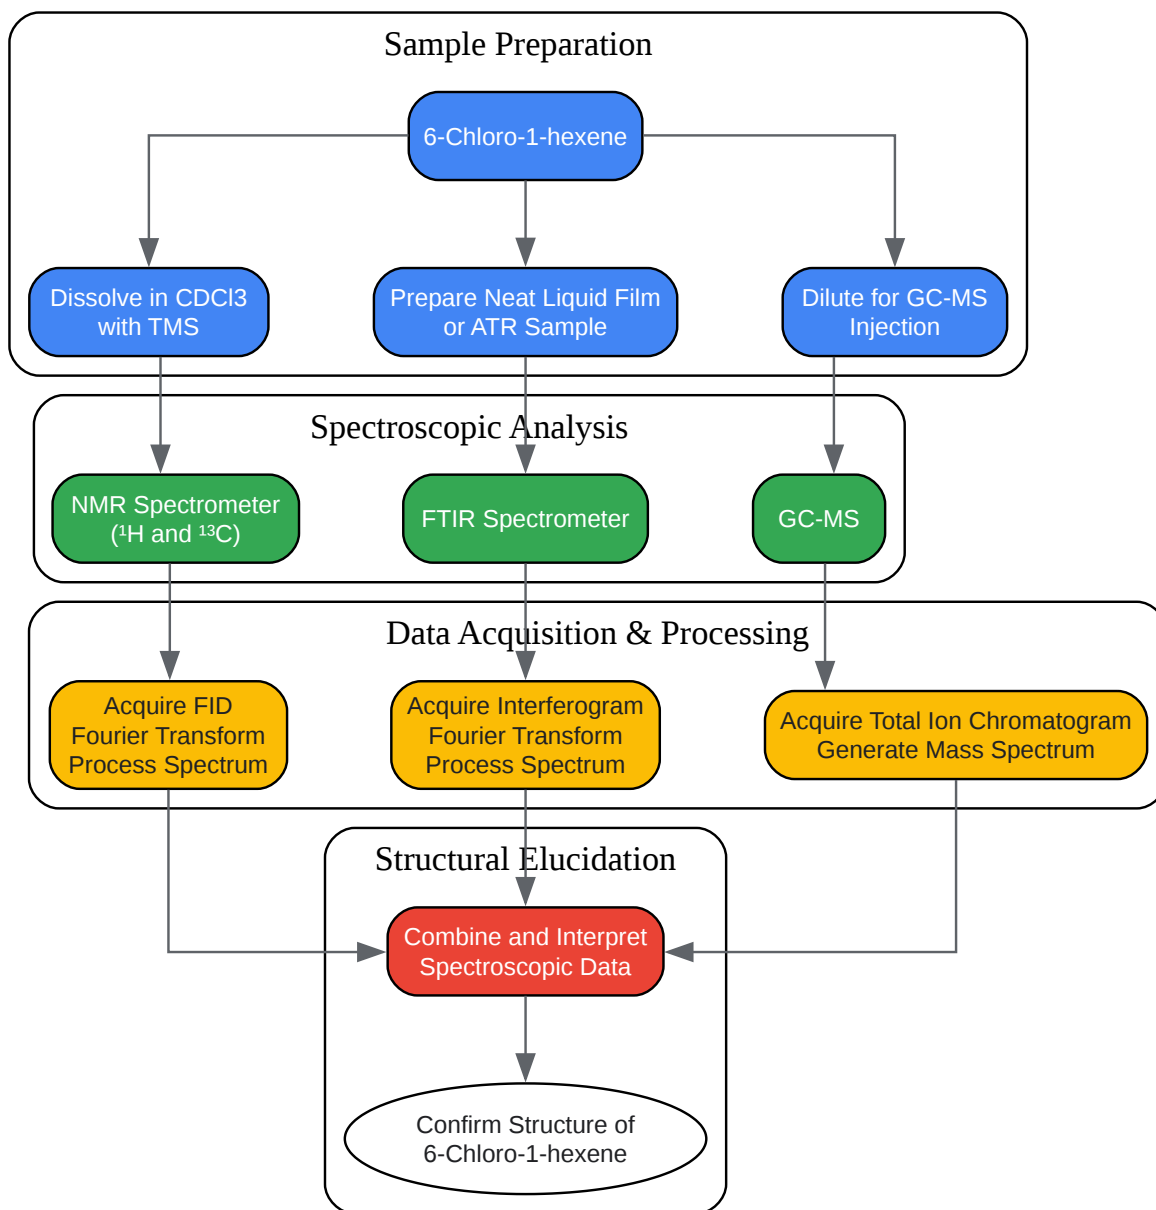 Sample Preparation
6-Chloro-1-hexene
Dissolve in CDCl3
with TMS
Prepare Neat Liquid Film
or ATR Sample
Dilute for GC-MS
Injection
Spectroscopic Analysis
NMR Spectrometer
(¹H and ¹³C)
FTIR Spectrometer
GC-MS
Data Acquisition & Processing
Acquire FID
Fourier Transform
Process Spectrum
Acquire Interferogram
Fourier Transform
Process Spectrum
Acquire Total Ion Chromatogram
Generate Mass Spectrum
Structural Elucidation
Combine and Interpret
Spectroscopic Data
Confirm Structure of
6-Chloro-1-hexene